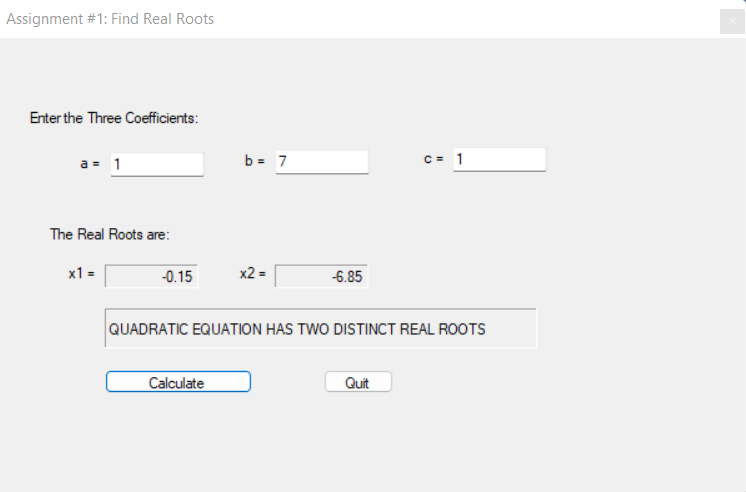 Assignment #1: Find Real Roots
Enter the Three Coefficients:
a = 1 b = 7 c = 1
The Real Roots are:
x1 = -0.15 x2 = -6.85
QUADRATIC EQUATION HAS TWO DISTINCT REAL ROOTS
Calculate Quit